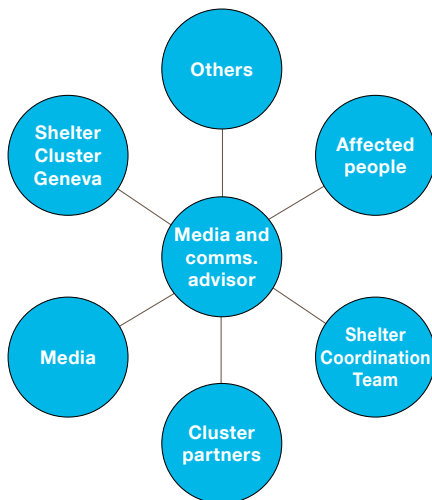 Others
Shelter
Cluster
Geneva
Affected
people
Media and
comms.
advisor
Media
Shelter
Coordination
Team
Cluster
partners